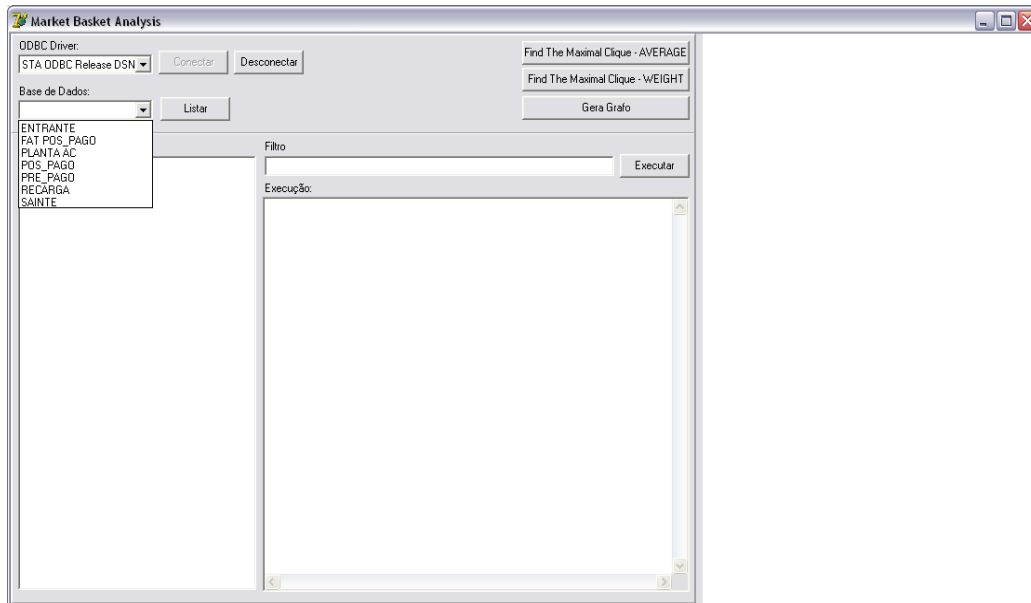 Market Basket Analysis
ODBC Driver:
STA ODBC Release DSN
Conectar
Desconectar
Find The Maximal Clique - AVERAGE
Find The Maximal Clique - WEIGHT
Base de Dados:
Listar
Gera Grafo
ENTRANTE
FAT POS_PAGO
PLANTA AC
POS_PAGO
PRE_PAGO
RECARGA
SAINTE
Filtro
Executar
Execução: